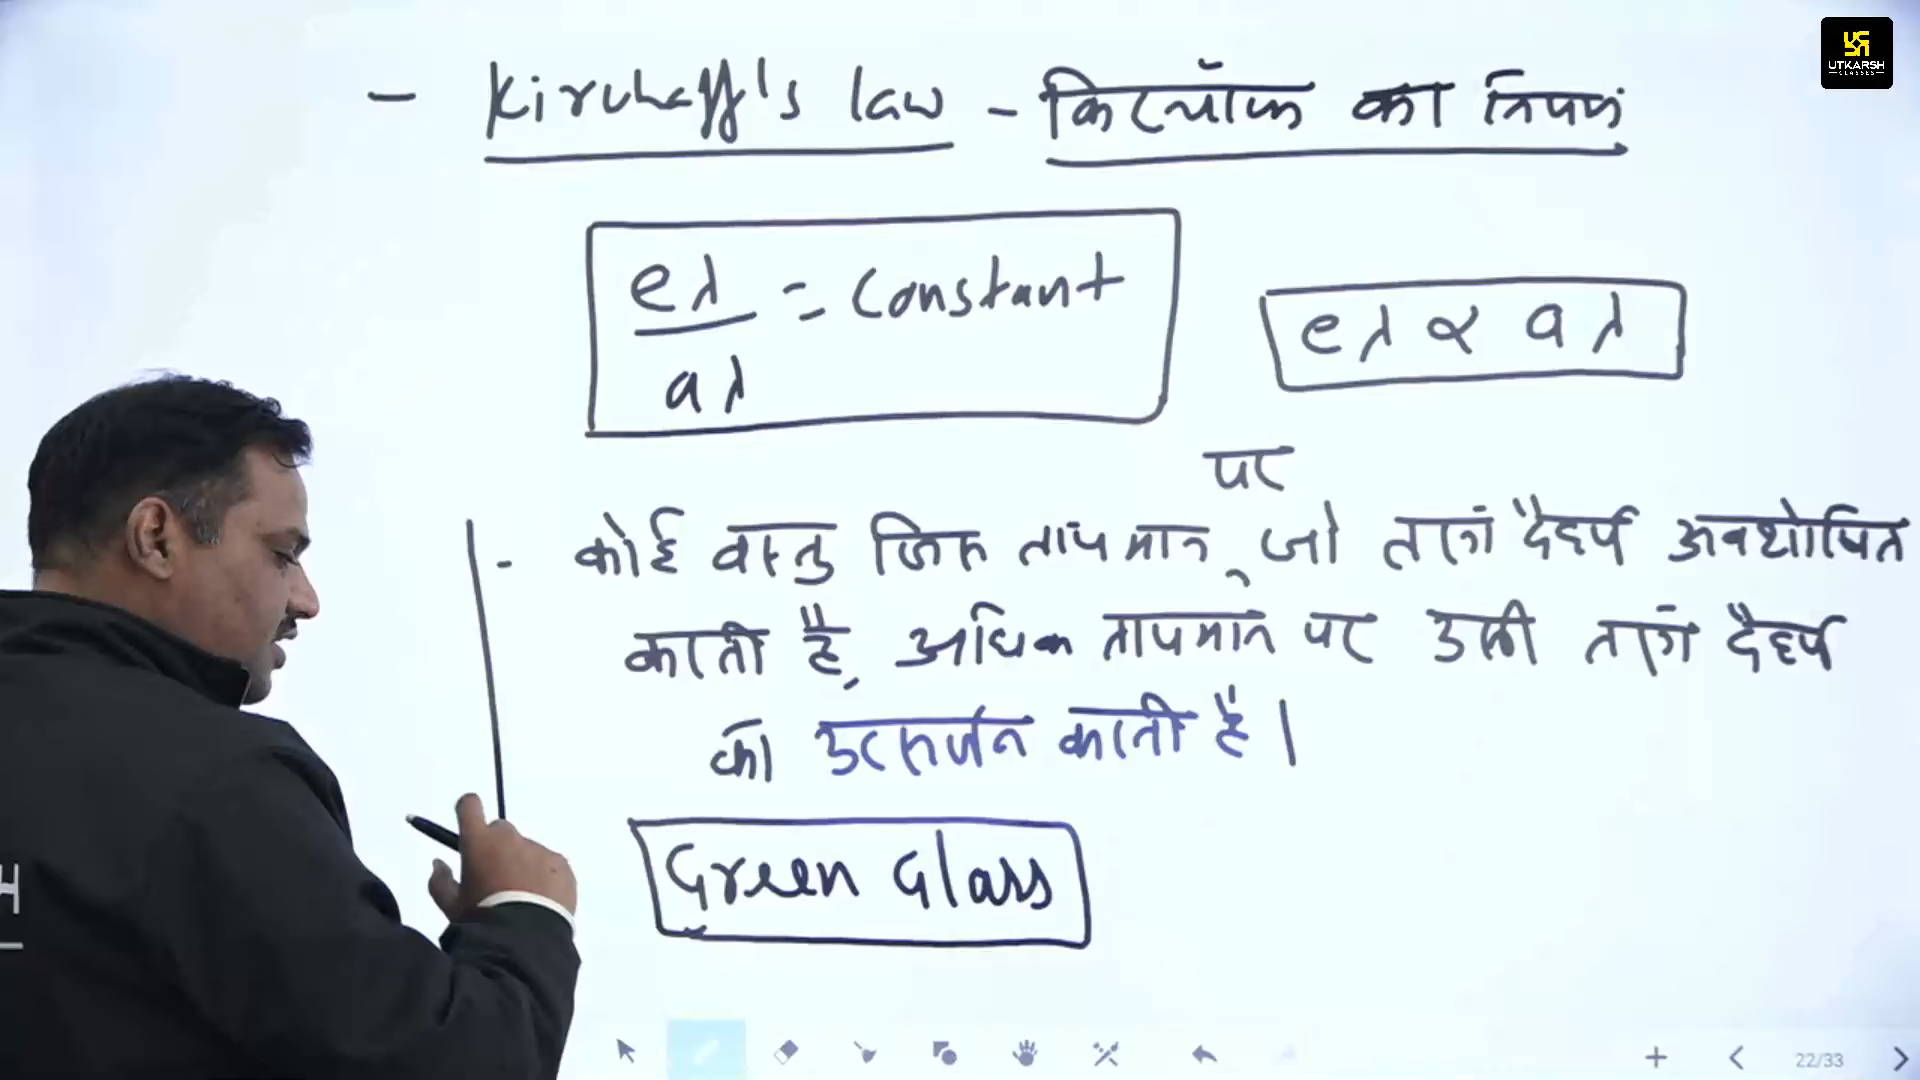 UTKARSH
CLASSES
- Kirchoff's law - किरचॉफ का नियम
eλ / aλ = Constant
eλ ∝ aλ
पर
- कोई वस्तु जिस तापमान, जो तरंग दैर्ध्य अवशोषित
करती है, अधिक तापमान पर उसी तरंग दैर्ध्य
का उत्सर्जन करती है।
Green Glass
H
22/33